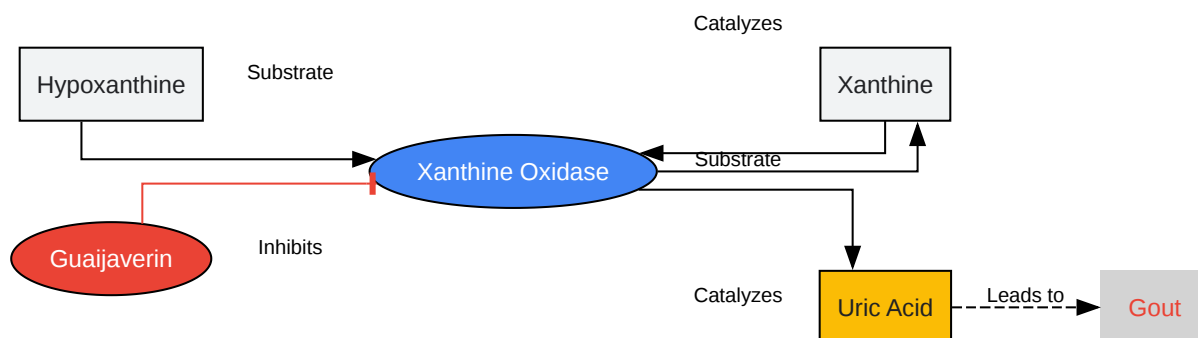 Catalyzes
Hypoxanthine
Substrate
Xanthine
Substrate
Xanthine Oxidase
Inhibits
Guaijaverin
Catalyzes
Uric Acid
Leads to
Gout